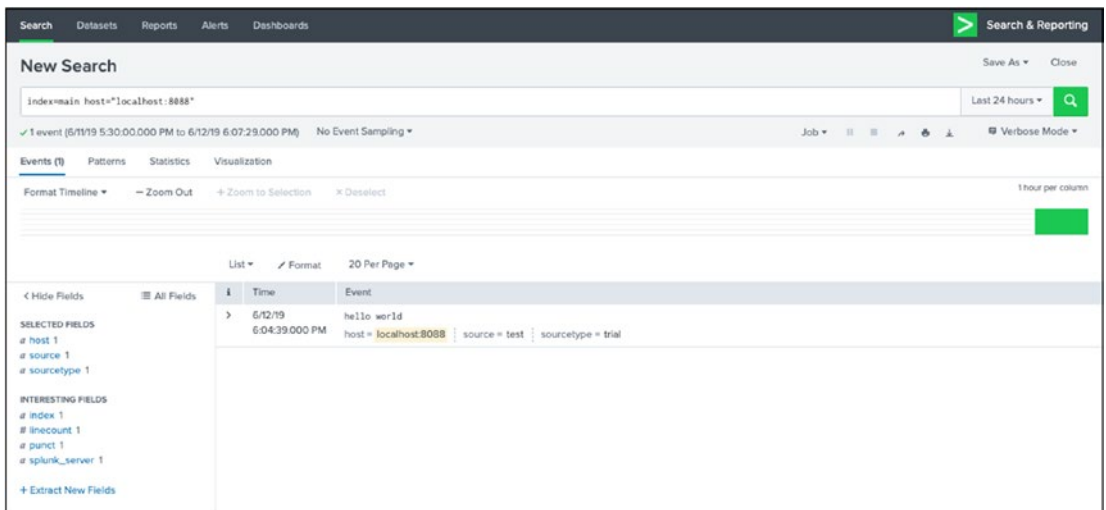 Search Datasets Reports Alerts Dashboards Search & Reporting
New Search Save As Close
index=main host="localhost:8088" Last 24 hours
1 event (6/11/19 5:30:00.000 PM to 6/12/19 6:07:29.000 PM) No Event Sampling Job Verbose Mode
Events (1) Patterns Statistics Visualization
Format Timeline — Zoom Out + Zoom to Selection × Deselect 1 hour per column
List Format 20 Per Page
< Hide Fields All Fields i Time Event
> 6/12/19 hello world
6:04:39.000 PM host = localhost:8088 source = test sourcetype = trial
SELECTED FIELDS
a host 1
a source 1
a sourcetype 1
INTERESTING FIELDS
a index 1
# linecount 1
a punct 1
a splunk_server 1
+ Extract New Fields